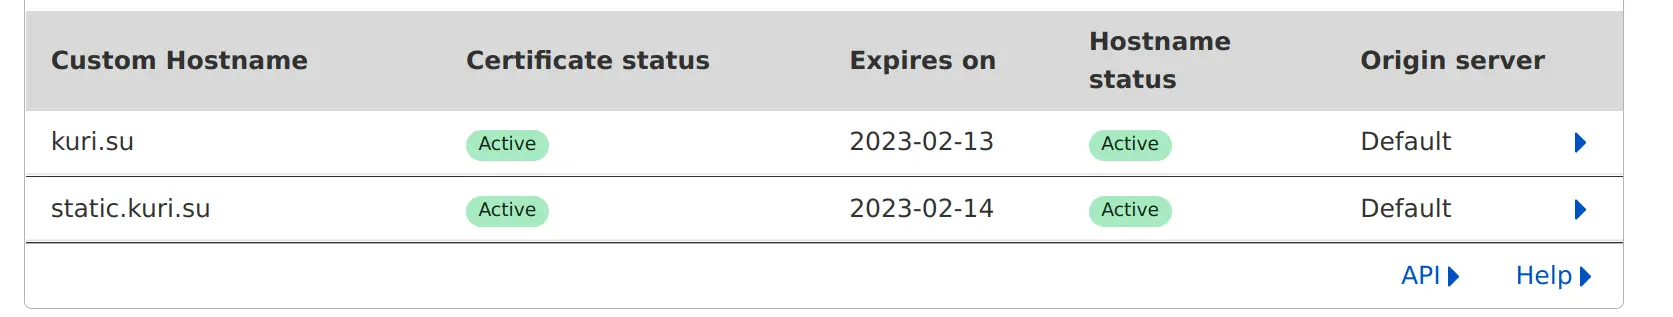 Custom Hostname Certificate status Expires on Hostname status Origin server
kuri.su Active 2023-02-13 Active Default
static.kuri.su Active 2023-02-14 Active Default
API Help